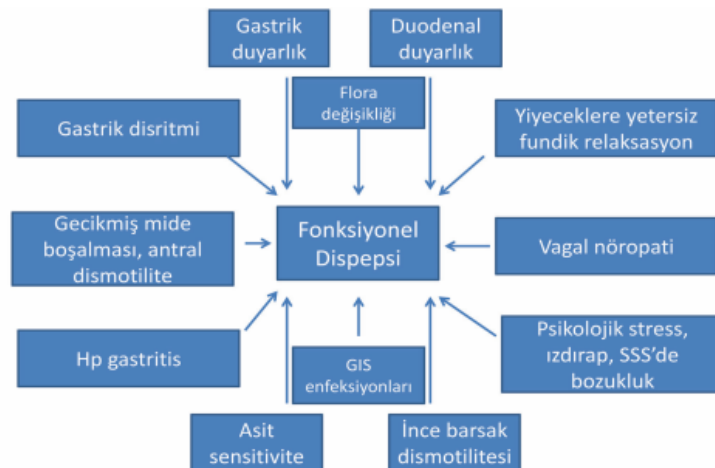 Gastrik
duyarlık
Duodenal
duyarlık
Flora
değişikliği
Gastrik disritmi
Yiyeceklere yetersiz
fundik relaksasyon
Gecikmiş mide
boşalması, antral
dismotilite
Fonksiyonel
Dispepsi
Vagal nöropati
Hp gastritis
GIS
enfeksiyonları
Psikolojik stress,
ızdırap, SSS’de
bozukluk
Asit
sensitivite
İnce barsak
dismotilitesi